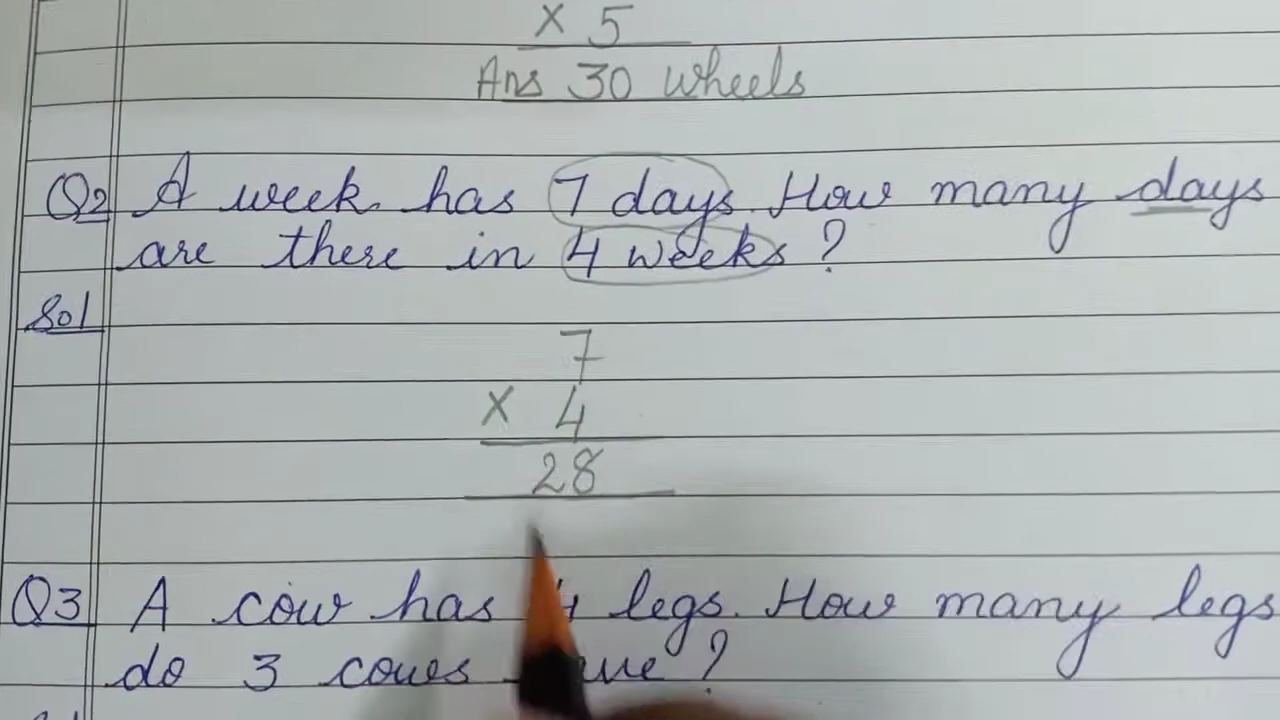 × 5
Ans 30 wheels
Q2 A week has 7 days. How many days
are there in 4 weeks ?
Sol
7
× 4
28
Q3 A cow has 4 legs. How many legs
do 3 cows ?